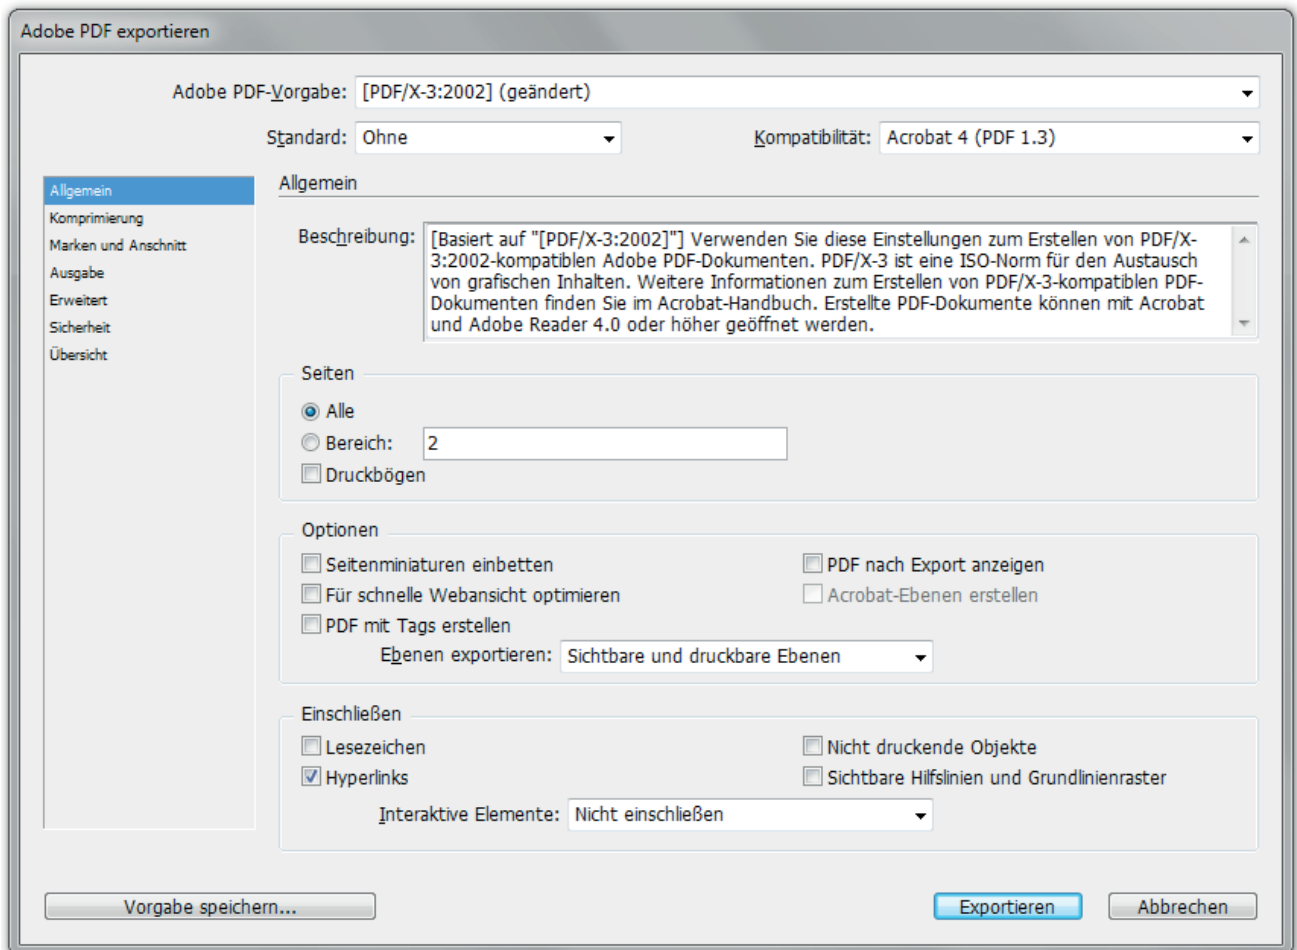 Adobe PDF exportieren
Adobe PDF-Vorgabe: [PDF/X-3:2002] (geändert)
Standard: Ohne Kompatibilität: Acrobat 4 (PDF 1.3)
Allgemein
Komprimierung
Marken und Anschnitt
Ausgabe
Erweitert
Sicherheit
Übersicht
Allgemein
Beschreibung: [Basiert auf "[PDF/X-3:2002]"] Verwenden Sie diese Einstellungen zum Erstellen von PDF/X-
3:2002-kompatiblen Adobe PDF-Dokumenten. PDF/X-3 ist eine ISO-Norm für den Austausch
von grafischen Inhalten. Weitere Informationen zum Erstellen von PDF/X-3-kompatiblen PDF-
Dokumenten finden Sie im Acrobat-Handbuch. Erstellte PDF-Dokumente können mit Acrobat
und Adobe Reader 4.0 oder höher geöffnet werden.
Seiten
Alle
Bereich: 2
Druckbögen
Optionen
Seitenminiaturen einbetten PDF nach Export anzeigen
Für schnelle Webansicht optimieren Acrobat-Ebenen erstellen
PDF mit Tags erstellen
Ebenen exportieren: Sichtbare und druckbare Ebenen
Einschließen
Lesezeichen Nicht druckende Objekte
Hyperlinks Sichtbare Hilfslinien und Grundlinienraster
Interaktive Elemente: Nicht einschließen
Vorgabe speichern... Exportieren Abbrechen